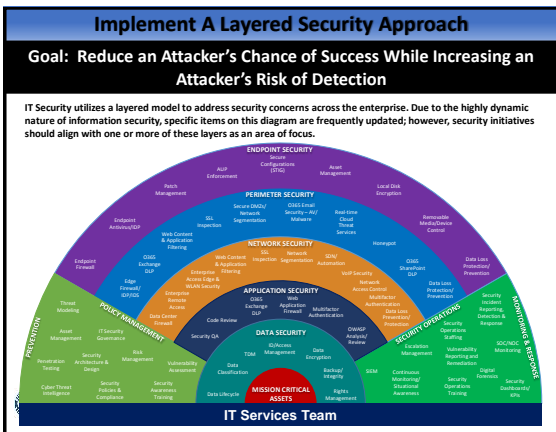 Implement A Layered Security Approach
Goal: Reduce an Attacker's Chance of Success While Increasing an
Attacker's Risk of Detection
IT Security utilizes a layered model to address security concerns across the enterprise. Due to the highly dynamic
nature of information security, specific items on this diagram are frequently updated; however, security initiatives
should align with one or more of these layers as an area of focus.
ENDPOINT SECURITY
Endpoint
Firewall
Endpoint
Antivirus/IDP
Patch
Management
AUP
Enforcement
Secure
Configurations
(STIG)
Asset
Management
Local Disk
Encryption
Removable
Media/Device
Control
Data Loss
Protection/
Prevention
PERIMETER SECURITY
Edge
Firewall/
IDP/IDS
O365
Exchange
DLP
Web Content
& Application
Filtering
SSL
Inspection
Secure DMZs/
Network
Segmentation
O365 Email
Security – AV/
Malware
Real-time
Cloud
Threat
Services
Honeypot
O365
SharePoint
DLP
Data Loss
Protection/
Prevention
NETWORK SECURITY
Data Center
Firewall
Enterprise
Remote
Access
Enterprise
Access Edge &
WLAN Security
Web Content
& Application
Filtering
SSL
Inspection
Network
Segmentation
SDN/
Automation
VoIP Security
Network
Access Control
Multifactor
Authentication
Data Loss
Prevention/
Protection
APPLICATION SECURITY
Security QA
Code Review
O365
Exchange
DLP
Web
Application
Firewall
Multifactor
Authentication
OWASP
Analysis/
Review
DATA SECURITY
Data Lifecycle
Data
Classification
TDM
ID/Access
Management
Data
Encryption
Backup/
Integrity
Rights
Management
MISSION CRITICAL
ASSETS
PREVENTION
POLICY MANAGEMENT
Threat
Modeling
Asset
Management
IT Security
Governance
Penetration
Testing
Security
Architecture
& Design
Risk
Management
Vulnerability
Assessment
Cyber Threat
Intelligence
Security
Policies &
Compliance
Security
Awareness
Training
SECURITY OPERATIONS
MONITORING & RESPONSE
Security
Incident
Reporting,
Detection &
Response
Security
Operations
Staffing
Escalation
Management
SOC/NOC
Monitoring
Vulnerability
Reporting and
Remediation
SIEM
Continuous
Monitoring/
Situational
Awareness
Digital
Forensics
Security
Operations
Training
Security
Dashboards/
KPIs
IT Services Team